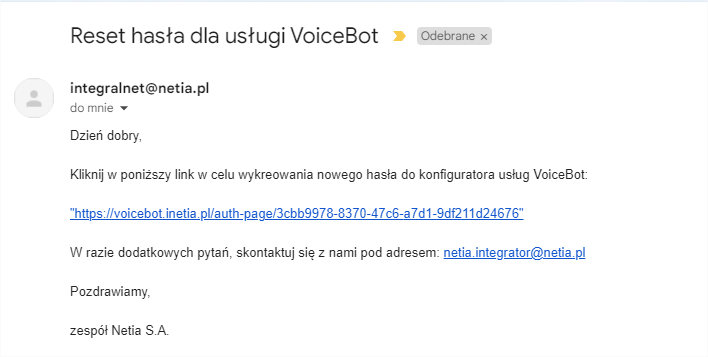 Reset hasła dla usługi VoiceBot Odebrane ×
integralnet@netia.pl
do mnie
Dzień dobry,
Kliknij w poniższy link w celu wykreowania nowego hasła do konfiguratora usług VoiceBot:
"https://voicebot.inetia.pl/auth-page/3cbb9978-8370-47c6-a7d1-9df211d24676"
W razie dodatkowych pytań, skontaktuj się z nami pod adresem: netia.integrator@netia.pl
Pozdrawiamy,
zespół Netia S.A.